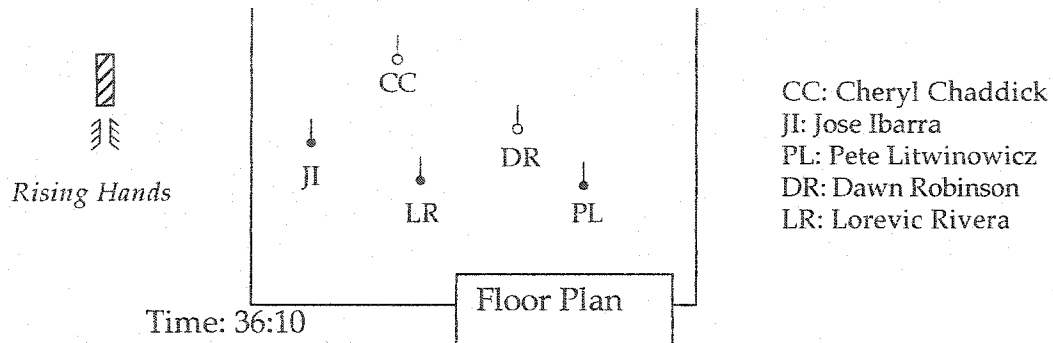 CC
CC: Cheryl Chaddick
JI: Jose Ibarra
DR
PL: Pete Litwinowicz
JI
Rising Hands
DR: Dawn Robinson
LR
PL
LR: Lorevic Rivera
Floor Plan
Time: 36:10